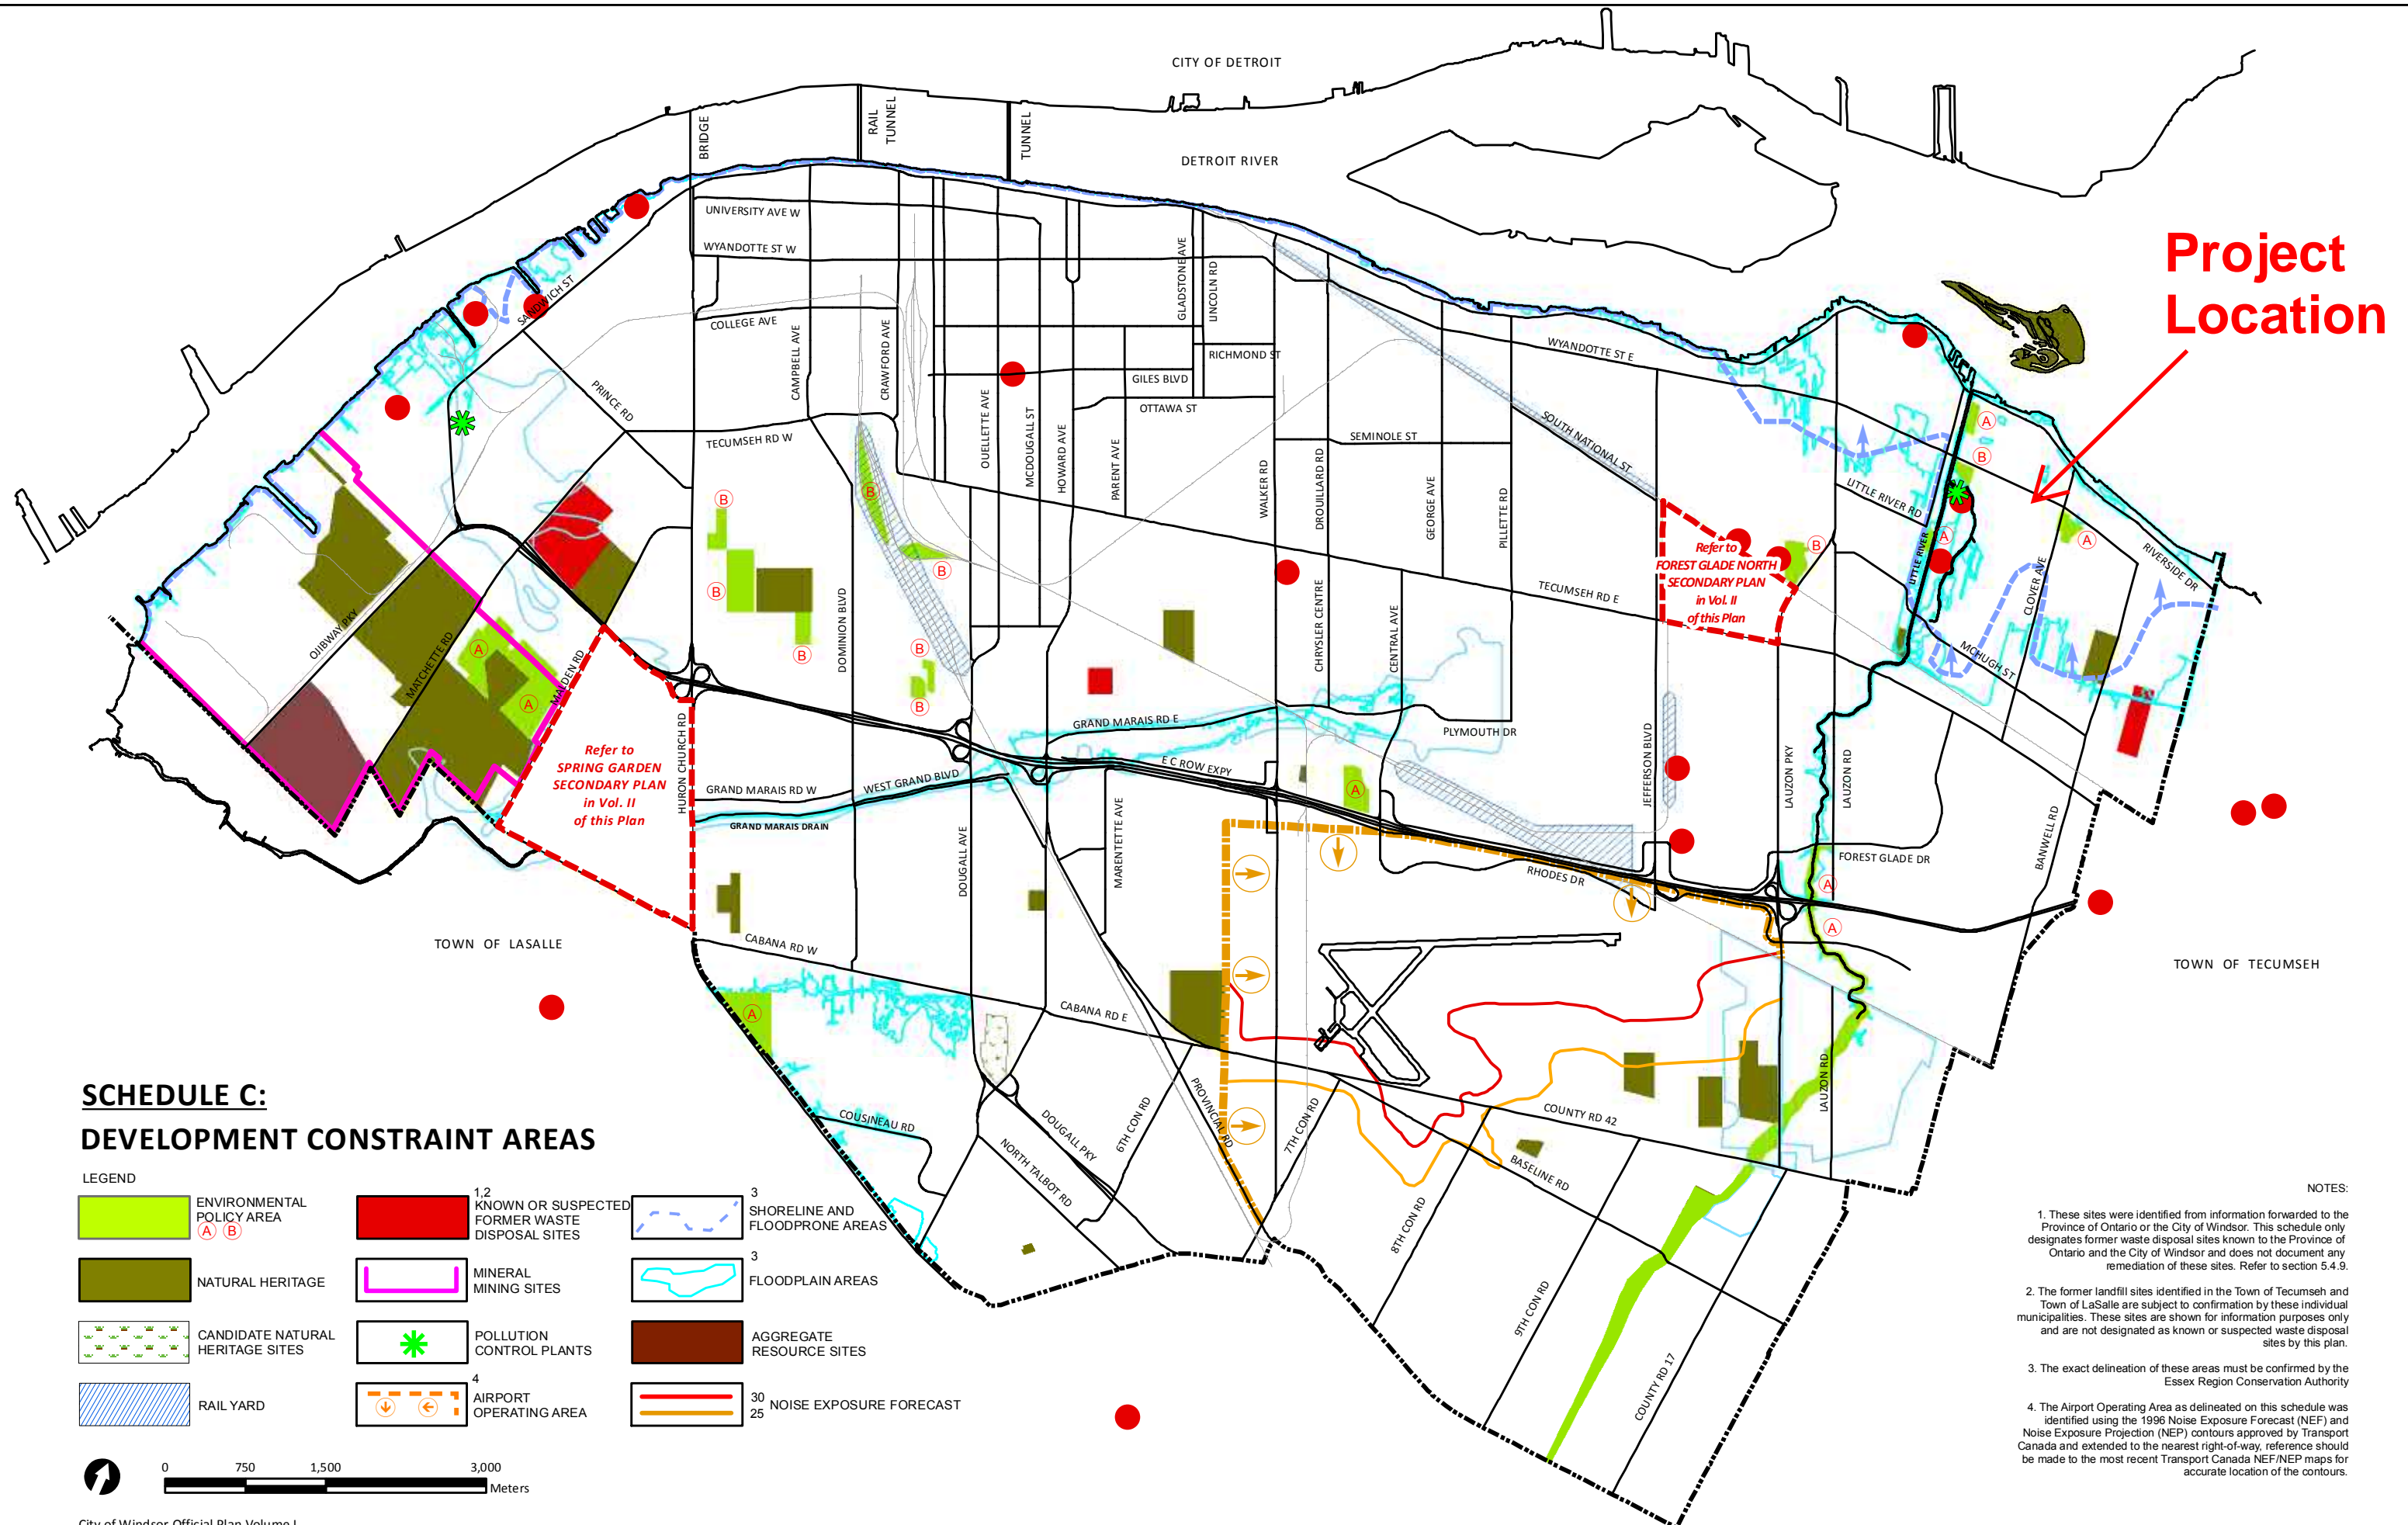 CITY OF DETROIT
BRIDGE
RAIL
TUNNEL
TUNNEL
DETROIT RIVER
Project
Location
UNIVERSITY AVE W
WYANDOTTE ST W
SANDWICH ST
COLLEGE AVE
PRINCE RD
CAMPBELL AVE
CRAWFORD AVE
GLADSTONE AVE
LINCOLN RD
RICHMOND ST
GILES BLVD
OTTAWA ST
TECUMSEH RD W
OUELLETTE AVE
MCDOUGALL ST
HOWARD AVE
PARENT AVE
WALKER RD
DROUILLARD RD
SEMINOLE ST
GEORGE AVE
PILLETTE RD
WYANDOTTE ST E
SOUTH NATIONAL ST
LITTLE RIVER RD
LITTLE RIVER
CLOVER AVE
RIVERSIDE DR
MCHUGH ST
A
B
A
A
B
B
B
B
B
B
B
B
A
A
A
A
A
A
Refer to
FOREST GLADE NORTH
SECONDARY PLAN
in Vol. II
of this Plan
TECUMSEH RD E
OJIBWAY PKY
MATCHETTE RD
MALDEN RD
DOMINION BLVD
CHRYSLER CENTRE
CENTRAL AVE
Refer to
SPRING GARDEN
SECONDARY PLAN
in Vol. II
of this Plan
HURON CHURCH RD
GRAND MARAIS RD E
PLYMOUTH DR
E C ROW EXPY
GRAND MARAIS RD W
WEST GRAND BLVD
GRAND MARAIS DRAIN
DOUGALL AVE
MARENTETTE AVE
JEFFERSON BLVD
LAUZON PKY
LAUZON RD
FOREST GLADE DR
BANWELL RD
RHODES DR
TOWN OF LASALLE
CABANA RD W
CABANA RD E
TOWN OF TECUMSEH
COUSINEAU RD
NORTH TALBOT RD
DOUGALL PKY
6TH CON RD
PROVINCIAL RD
7TH CON RD
COUNTY RD 42
LAUZON RD
BASELINE RD
8TH CON RD
9TH CON RD
COUNTY RD 17
SCHEDULE C:
DEVELOPMENT CONSTRAINT AREAS
LEGEND
ENVIRONMENTAL
POLICY AREA
A B
NATURAL HERITAGE
CANDIDATE NATURAL
HERITAGE SITES
RAIL YARD
1,2
KNOWN OR SUSPECTED
FORMER WASTE
DISPOSAL SITES
MINERAL
MINING SITES
POLLUTION
CONTROL PLANTS
4
AIRPORT
OPERATING AREA
3
SHORELINE AND
FLOODPRONE AREAS
3
FLOODPLAIN AREAS
AGGREGATE
RESOURCE SITES
30
25
NOISE EXPOSURE FORECAST
0 750 1,500 3,000
Meters
City of Windsor Official Plan Volume I
NOTES:
1. These sites were identified from information forwarded to the
Province of Ontario or the City of Windsor. This schedule only
designates former waste disposal sites known to the Province of
Ontario and the City of Windsor and does not document any
remediation of these sites. Refer to section 5.4.9.
2. The former landfill sites identified in the Town of Tecumseh and
Town of LaSalle are subject to confirmation by these individual
municipalities. These sites are shown for information purposes only
and are not designated as known or suspected waste disposal
sites by this plan.
3. The exact delineation of these areas must be confirmed by the
Essex Region Conservation Authority
4. The Airport Operating Area as delineated on this schedule was
identified using the 1996 Noise Exposure Forecast (NEF) and
Noise Exposure Projection (NEP) contours approved by Transport
Canada and extended to the nearest right-of-way, reference should
be made to the most recent Transport Canada NEF/NEP maps for
accurate location of the contours.